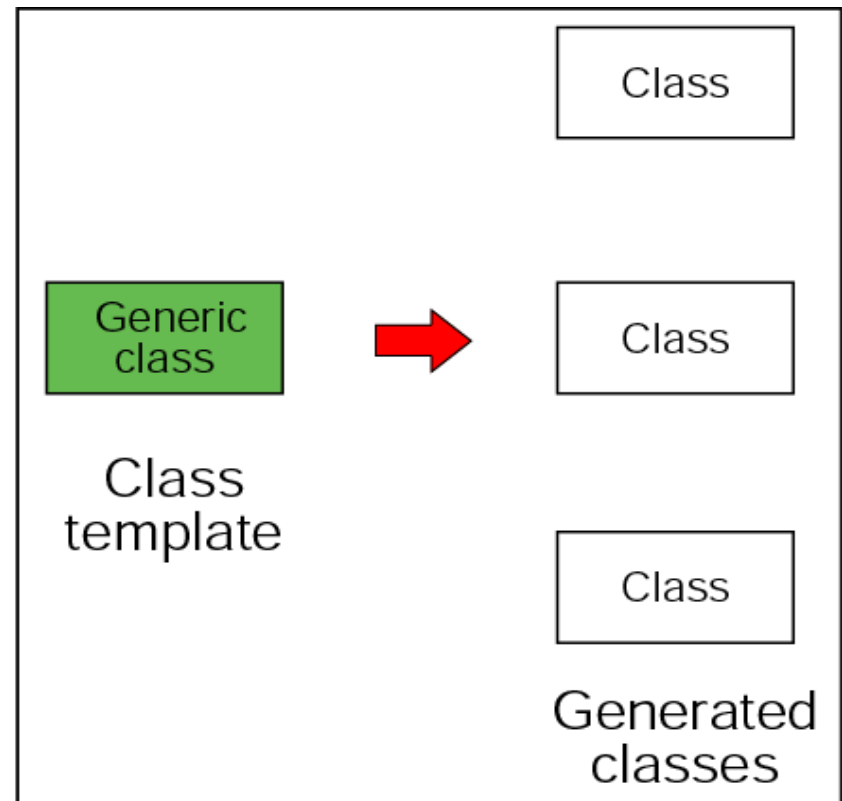 Class
Generic
class
Class
Class
template
Class
Generated
classes